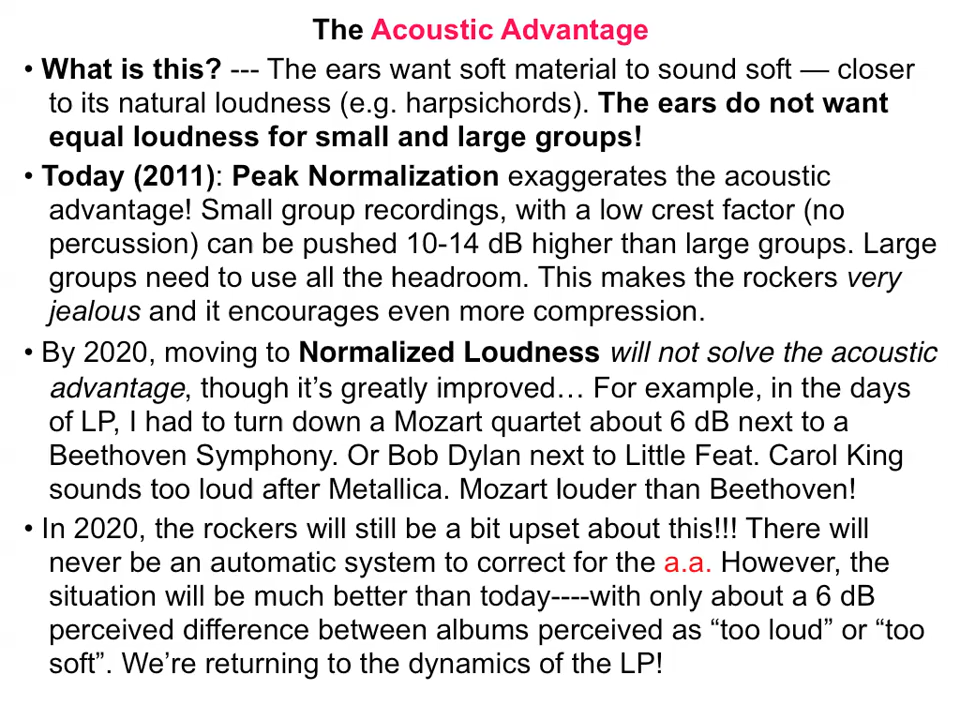 The Acoustic Advantage
• What is this? --- The ears want soft material to sound soft — closer
to its natural loudness (e.g. harpsichords). The ears do not want
equal loudness for small and large groups!
• Today (2011): Peak Normalization exaggerates the acoustic
advantage! Small group recordings, with a low crest factor (no
percussion) can be pushed 10-14 dB higher than large groups. Large
groups need to use all the headroom. This makes the rockers very
jealous and it encourages even more compression.
• By 2020, moving to Normalized Loudness will not solve the acoustic
advantage, though it’s greatly improved… For example, in the days
of LP, I had to turn down a Mozart quartet about 6 dB next to a
Beethoven Symphony. Or Bob Dylan next to Little Feat. Carol King
sounds too loud after Metallica. Mozart louder than Beethoven!
• In 2020, the rockers will still be a bit upset about this!!! There will
never be an automatic system to correct for the a.a. However, the
situation will be much better than today----with only about a 6 dB
perceived difference between albums perceived as “too loud” or “too
soft”. We’re returning to the dynamics of the LP!